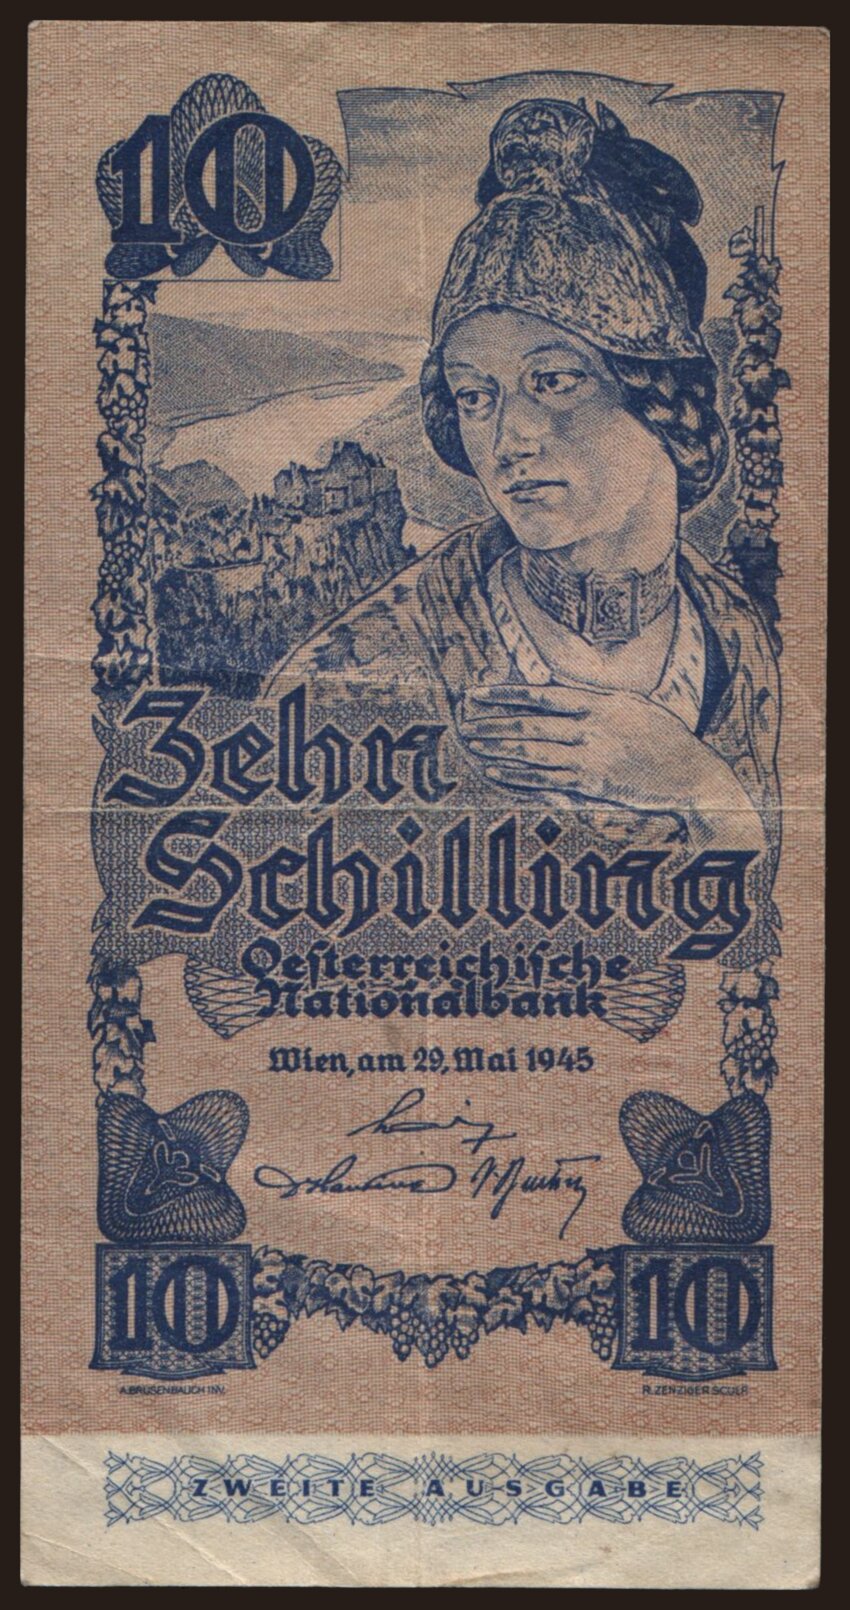 10
Zehn
Schilling
Oesterreichische
Nationalbank
Wien, am 29. Mai 1945
10 10
A. BRUSENBAUCH INV. R. ZENZIGER SCULP.
ZWEITE AUSGABE